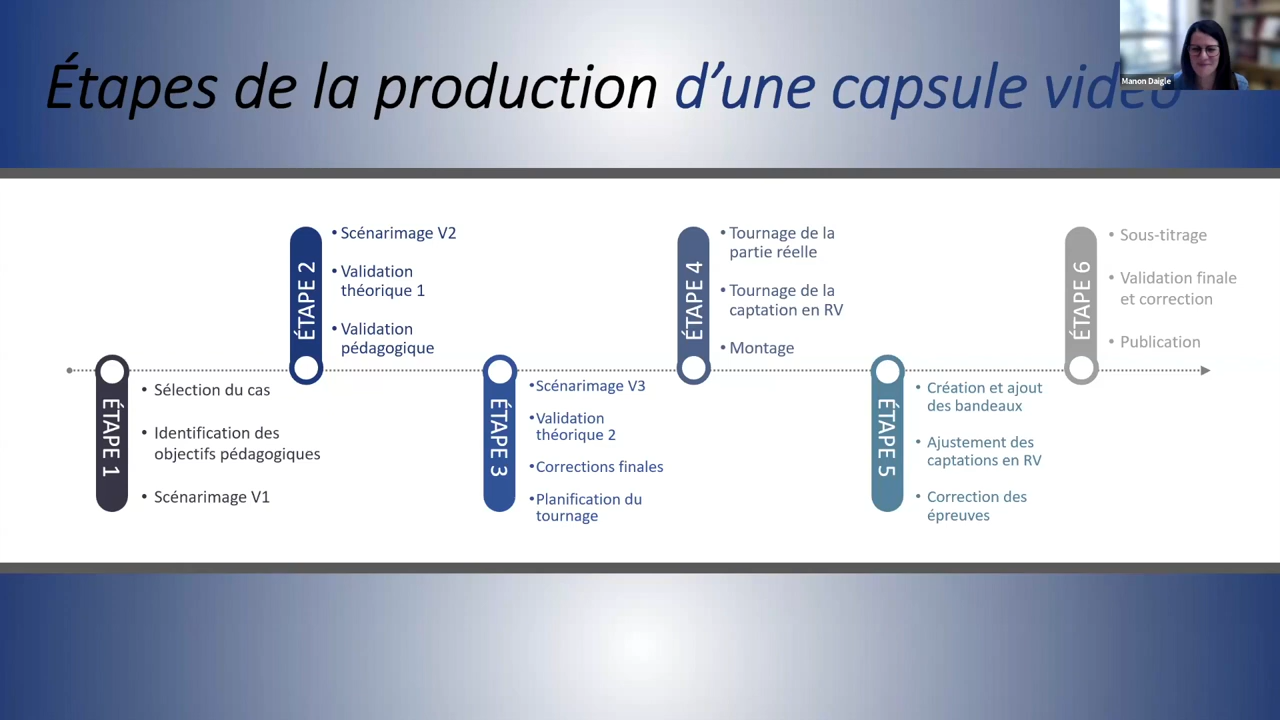 Étapes de la production d’une capsule vidéo
Manon Daigle
ÉTAPE 1
• Sélection du cas
• Identification des
objectifs pédagogiques
• Scénarimage V1
ÉTAPE 2
• Scénarimage V2
• Validation
théorique 1
• Validation
pédagogique
ÉTAPE 3
•Scénarimage V3
•Validation
théorique 2
•Corrections finales
•Planification du
tournage
ÉTAPE 4
• Tournage de la
partie réelle
• Tournage de la
captation en RV
• Montage
ÉTAPE 5
• Création et ajout
des bandeaux
• Ajustement des
captations en RV
• Correction des
épreuves
ÉTAPE 6
• Sous-titrage
• Validation finale
et correction
• Publication